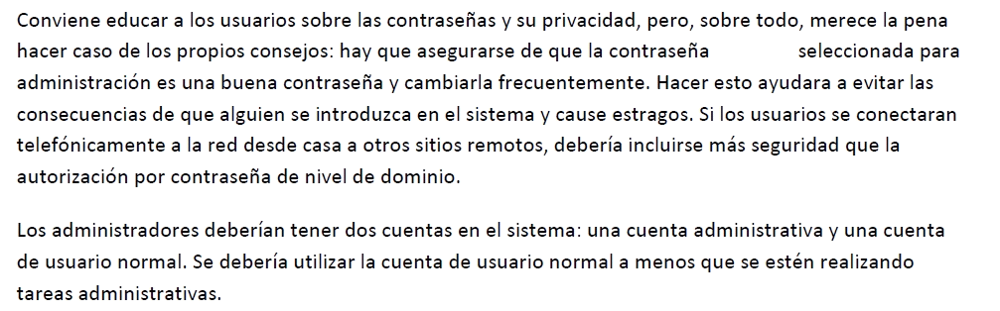 Conviene educar a los usuarios sobre las contraseñas y su privacidad, pero, sobre todo, merece la pena
hacer caso de los propios consejos: hay que asegurarse de que la contraseña seleccionada para
administración es una buena contraseña y cambiarla frecuentemente. Hacer esto ayudara a evitar las
consecuencias de que alguien se introduzca en el sistema y cause estragos. Si los usuarios se conectaran
telefónicamente a la red desde casa a otros sitios remotos, debería incluirse más seguridad que la
autorización por contraseña de nivel de dominio.
Los administradores deberían tener dos cuentas en el sistema: una cuenta administrativa y una cuenta
de usuario normal. Se debería utilizar la cuenta de usuario normal a menos que se estén realizando
tareas administrativas.